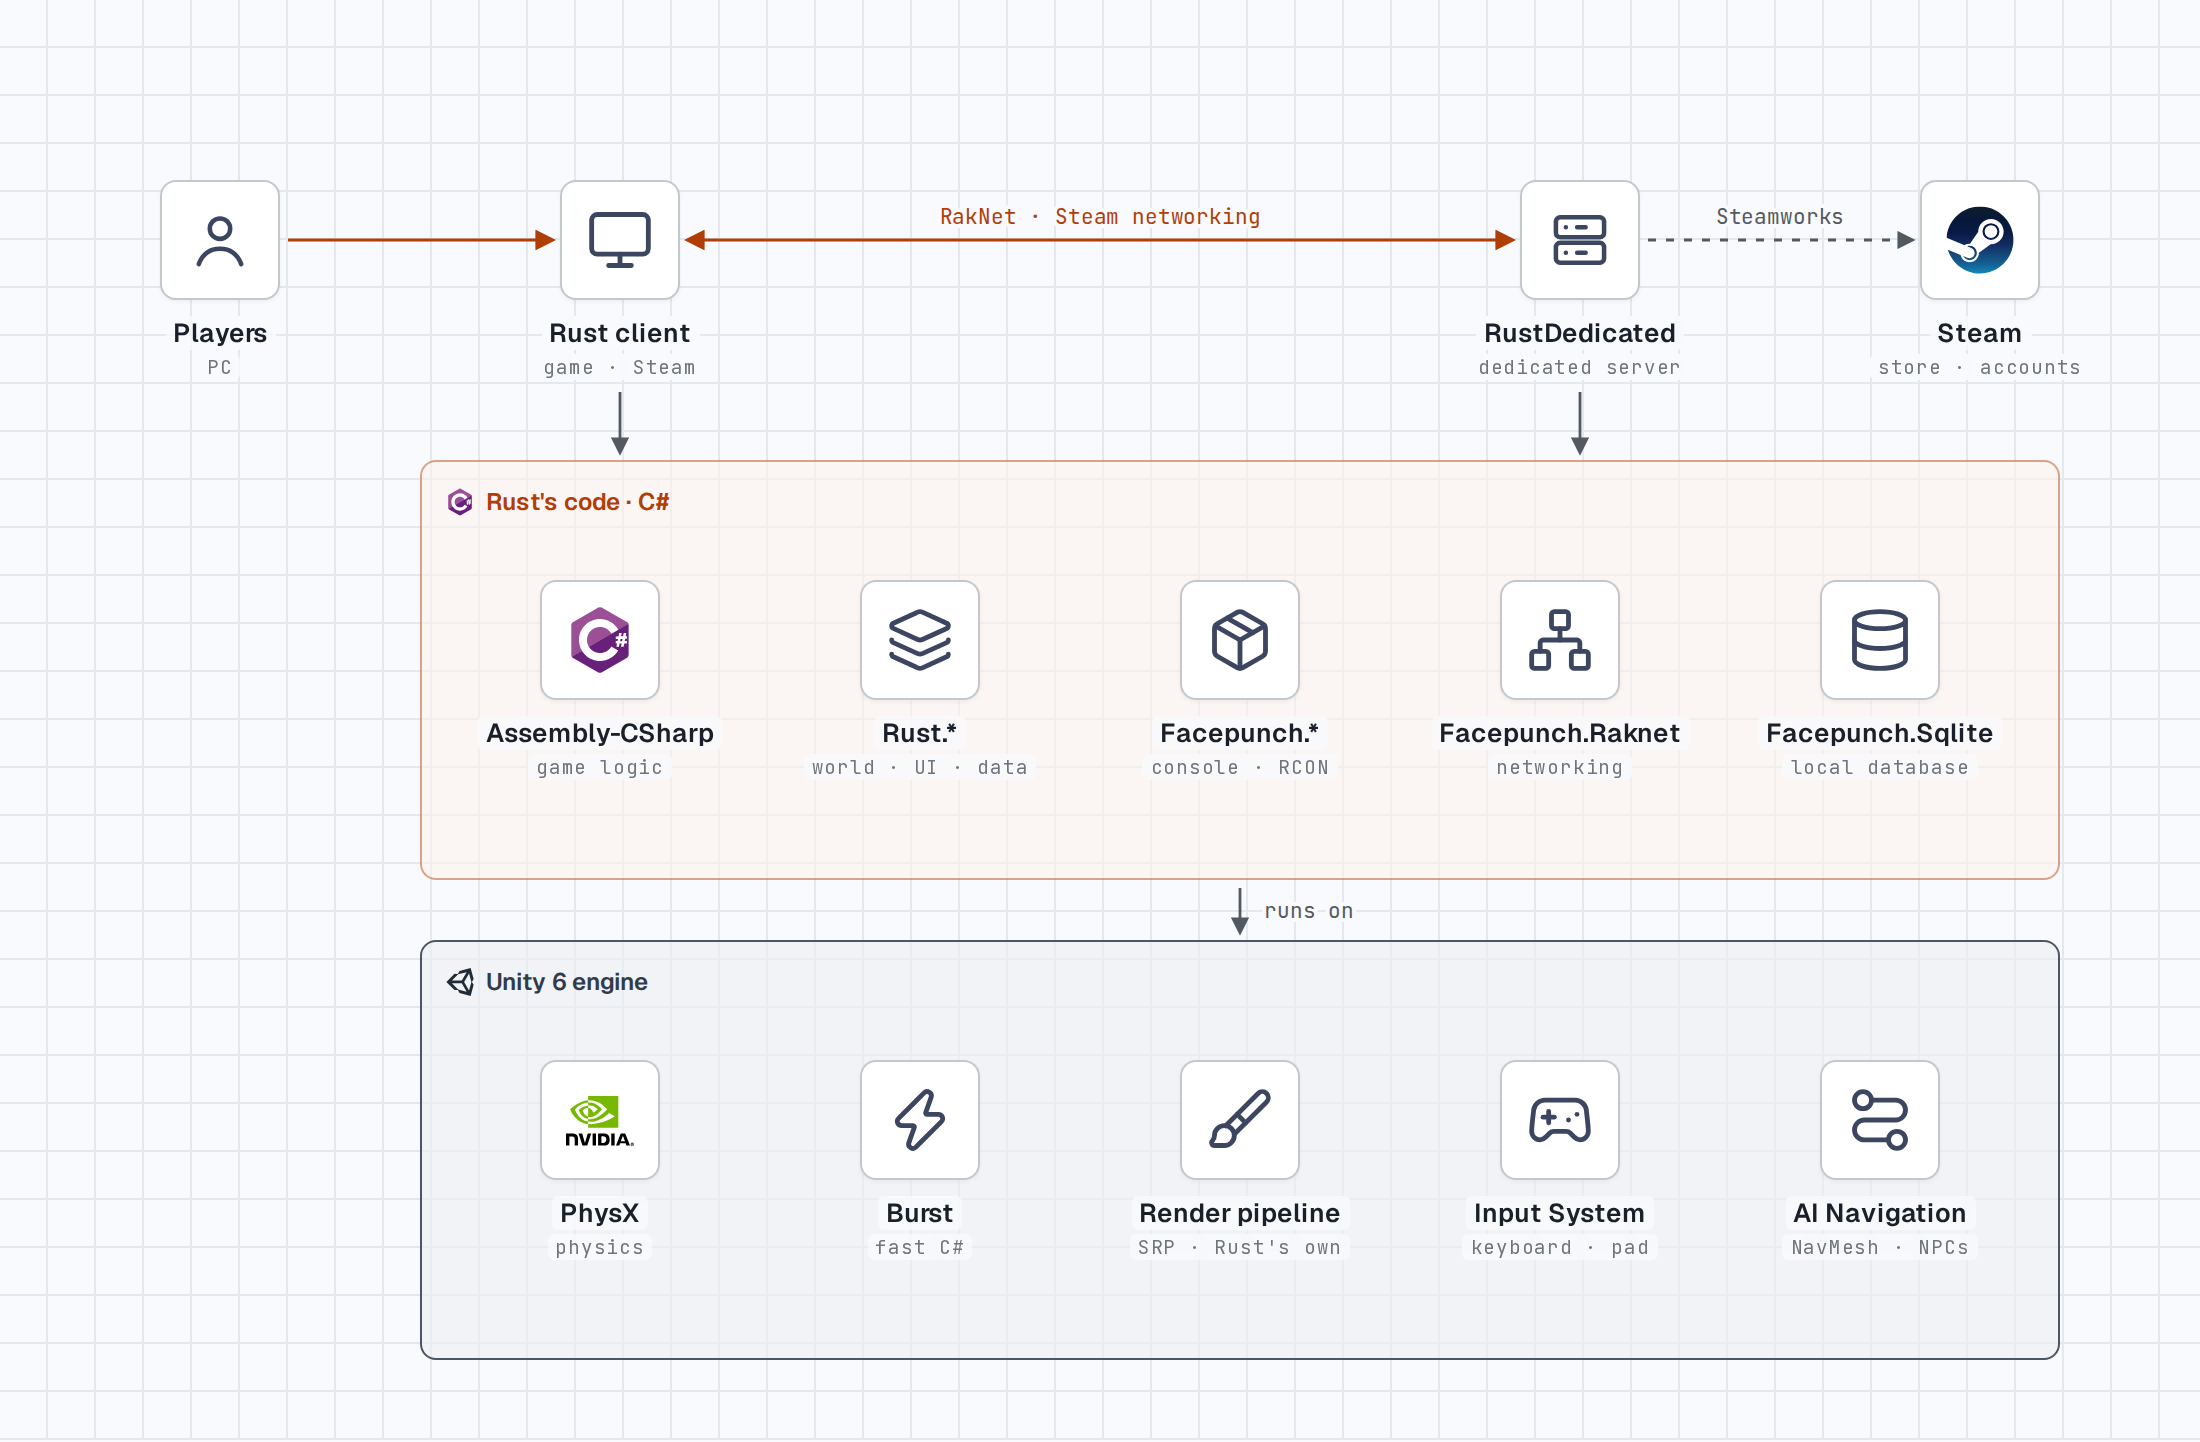 RakNet · Steam networking
Steamworks
Players
PC
Rust client
game · Steam
RustDedicated
dedicated server
Steam
store · accounts
Rust's code · C#
C#
Assembly-CSharp
game logic
Rust.*
world · UI · data
Facepunch.*
console · RCON
Facepunch.Raknet
networking
Facepunch.Sqlite
local database
runs on
Unity 6 engine
NVIDIA.
PhysX
physics
Burst
fast C#
Render pipeline
SRP · Rust's own
Input System
keyboard · pad
AI Navigation
NavMesh · NPCs